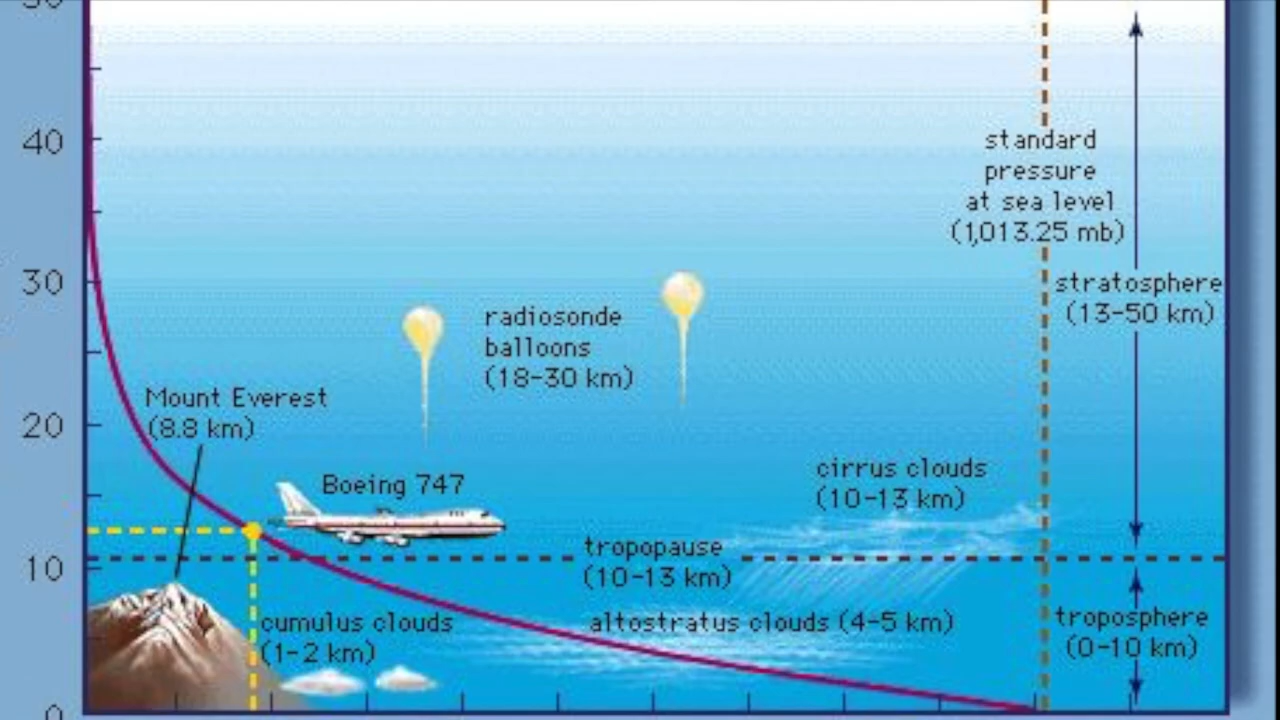 50
40
standard
pressure
at sea level
(1,013.25 mb)
30
stratosphere
(13-50 km)
radiosonde
balloons
(18-30 km)
Mount Everest
(8.8 km)
20
cirrus clouds
(10-13 km)
Boeing 747
tropopause
(10-13 km)
10
cumulus clouds
(1-2 km)
altostratus clouds (4-5 km)
troposphere
(0-10 km)
0